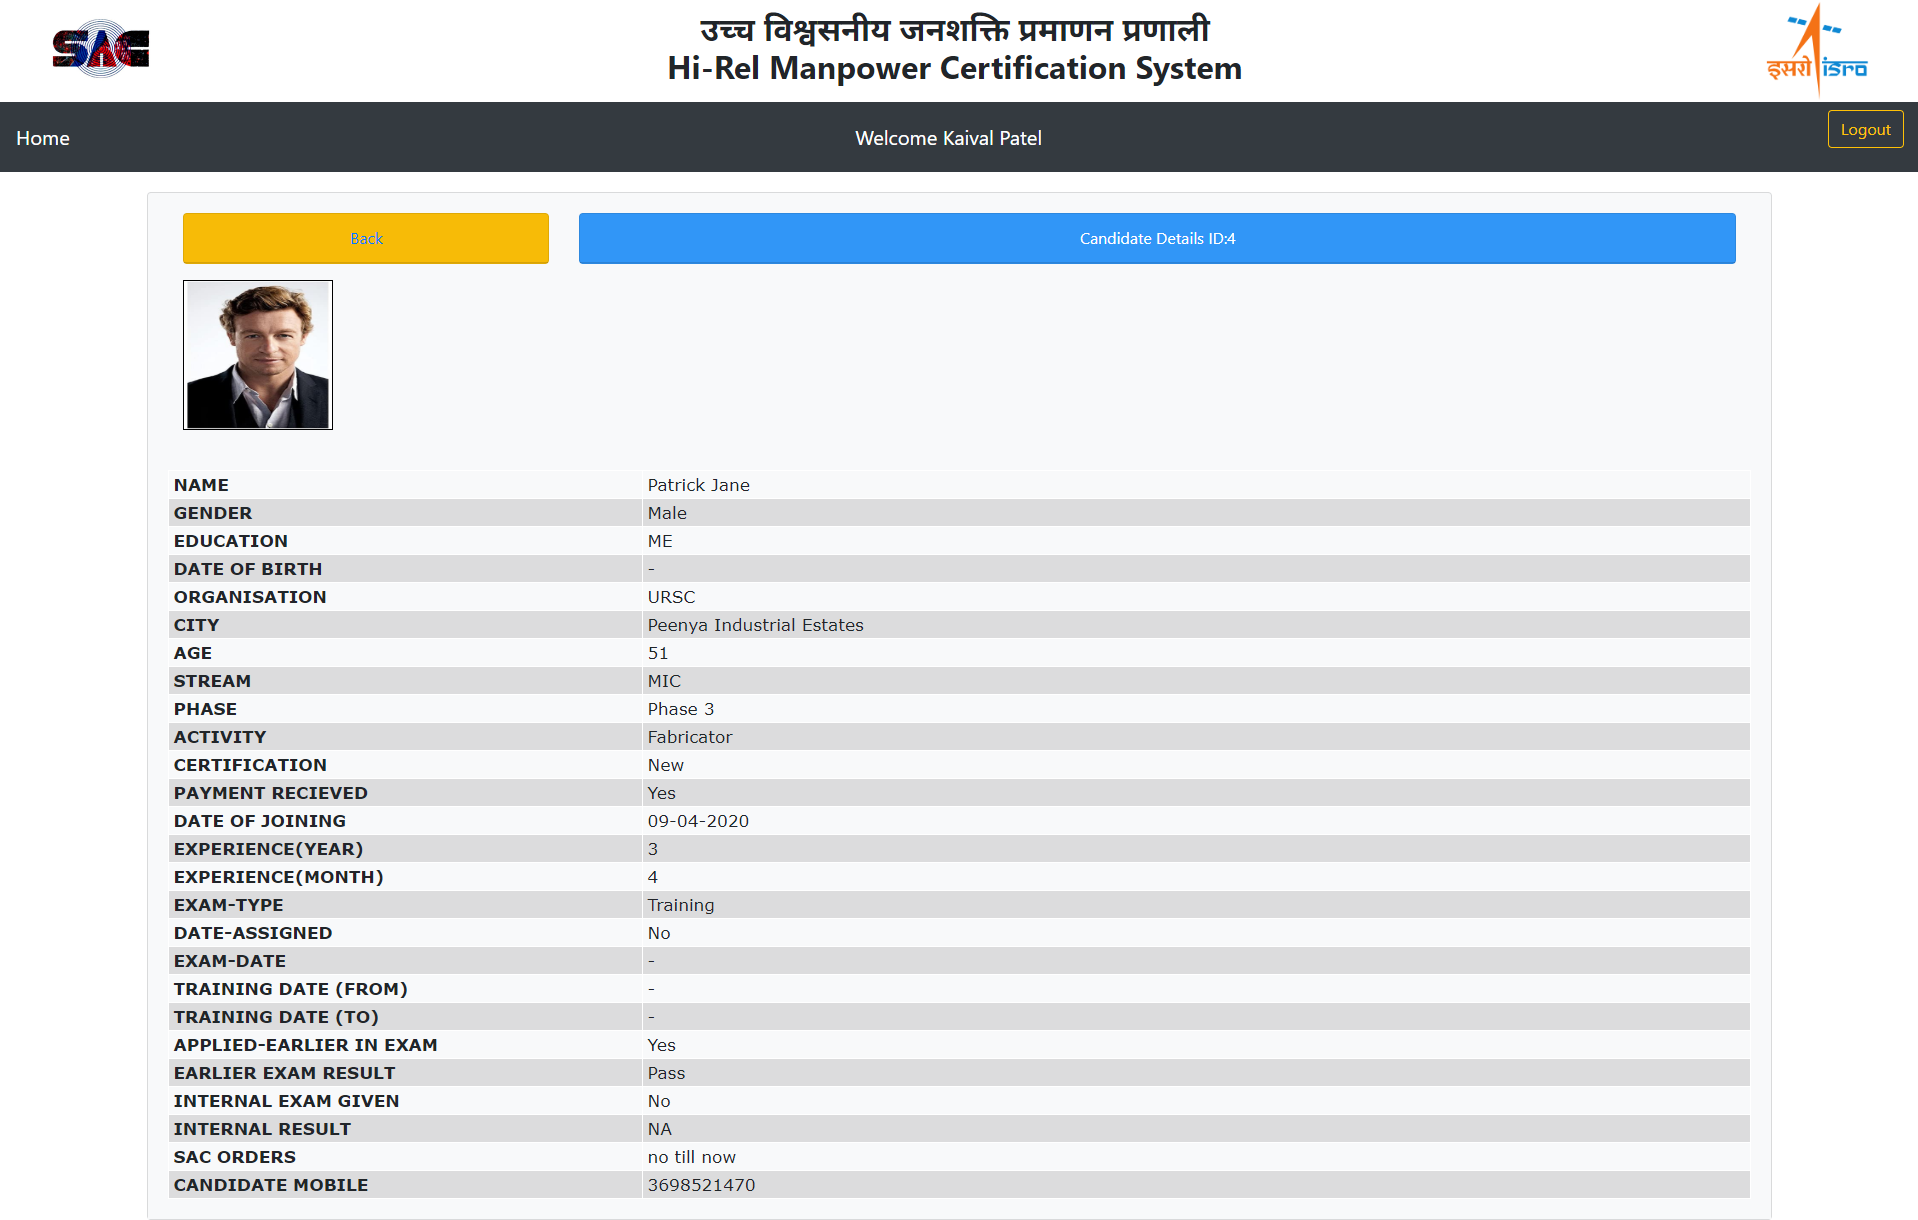 SAC
उच्च विश्वसनीय जनशक्ति प्रमाणन प्रणाली
Hi-Rel Manpower Certification System
इसरो isro
Home Welcome Kaival Patel Logout
Back Candidate Details ID:4
NAME Patrick Jane
GENDER Male
EDUCATION ME
DATE OF BIRTH -
ORGANISATION URSC
CITY Peenya Industrial Estates
AGE 51
STREAM MIC
PHASE Phase 3
ACTIVITY Fabricator
CERTIFICATION New
PAYMENT RECIEVED Yes
DATE OF JOINING 09-04-2020
EXPERIENCE(YEAR) 3
EXPERIENCE(MONTH) 4
EXAM-TYPE Training
DATE-ASSIGNED No
EXAM-DATE -
TRAINING DATE (FROM) -
TRAINING DATE (TO) -
APPLIED-EARLIER IN EXAM Yes
EARLIER EXAM RESULT Pass
INTERNAL EXAM GIVEN No
INTERNAL RESULT NA
SAC ORDERS no till now
CANDIDATE MOBILE 3698521470